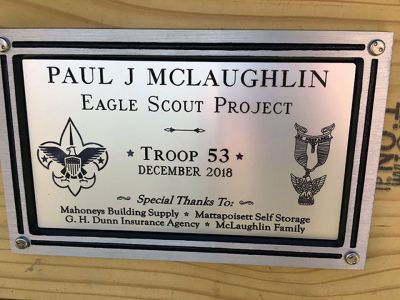 PAUL J MCLAUGHLIN
EAGLE SCOUT PROJECT
TROOP 53
DECEMBER 2018
Special Thanks To:
Mahoneys Building Supply ★ Mattapoisett Self Storage
G. H. Dunn Insurance Agency ★ McLaughlin Family